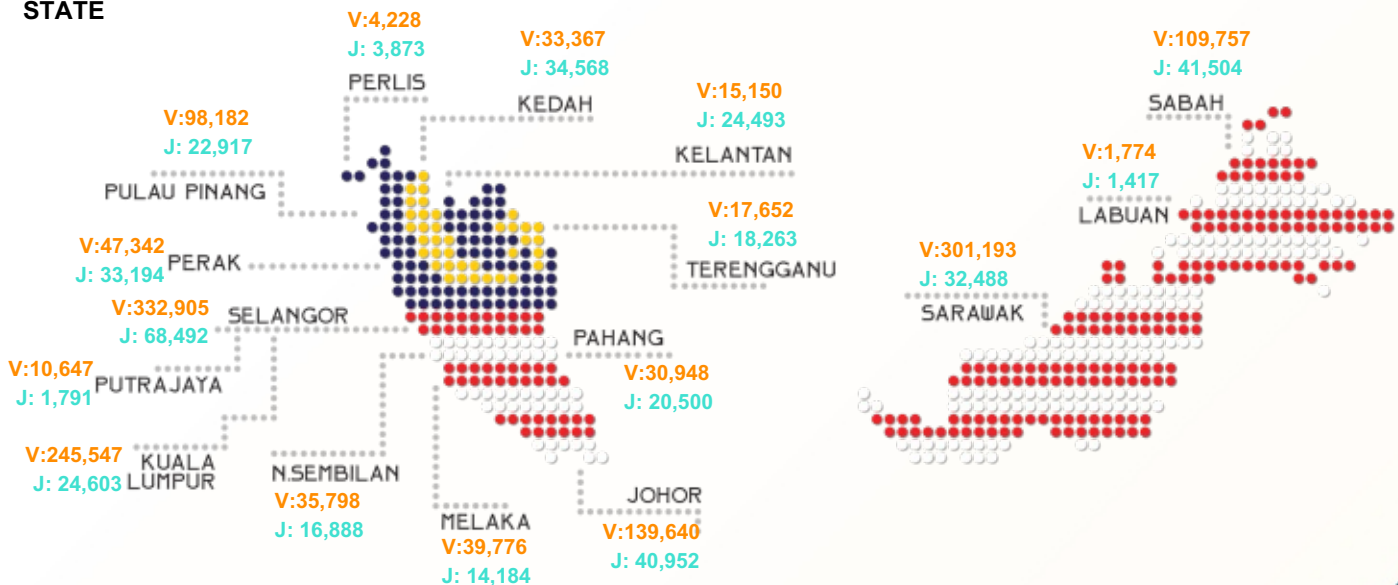 STATE
V:4,228
J: 3,873
PERLIS
V:33,367
J: 34,568
KEDAH
V:15,150
J: 24,493
KELANTAN
V:98,182
J: 22,917
PULAU PINANG
V:17,652
J: 18,263
TERENGGANU
V:47,342
J: 33,194
PERAK
V:332,905
J: 68,492
SELANGOR
V:10,647
J: 1,791
PUTRAJAYA
PAHANG
V:30,948
J: 20,500
V:245,547
J: 24,603
KUALA
LUMPUR
N.SEMBILAN
V:35,798
J: 16,888
MELAKA
V:39,776
J: 14,184
JOHOR
V:139,640
J: 40,952
V:109,757
J: 41,504
SABAH
V:1,774
J: 1,417
LABUAN
V:301,193
J: 32,488
SARAWAK